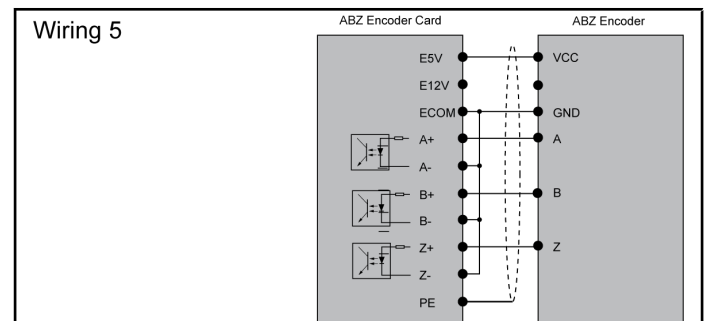 Wiring 5
ABZ Encoder Card
ABZ Encoder
E5V
VCC
E12V
ECOM
GND
A+
A
A-
B+
B
B-
Z+
Z
Z-
PE